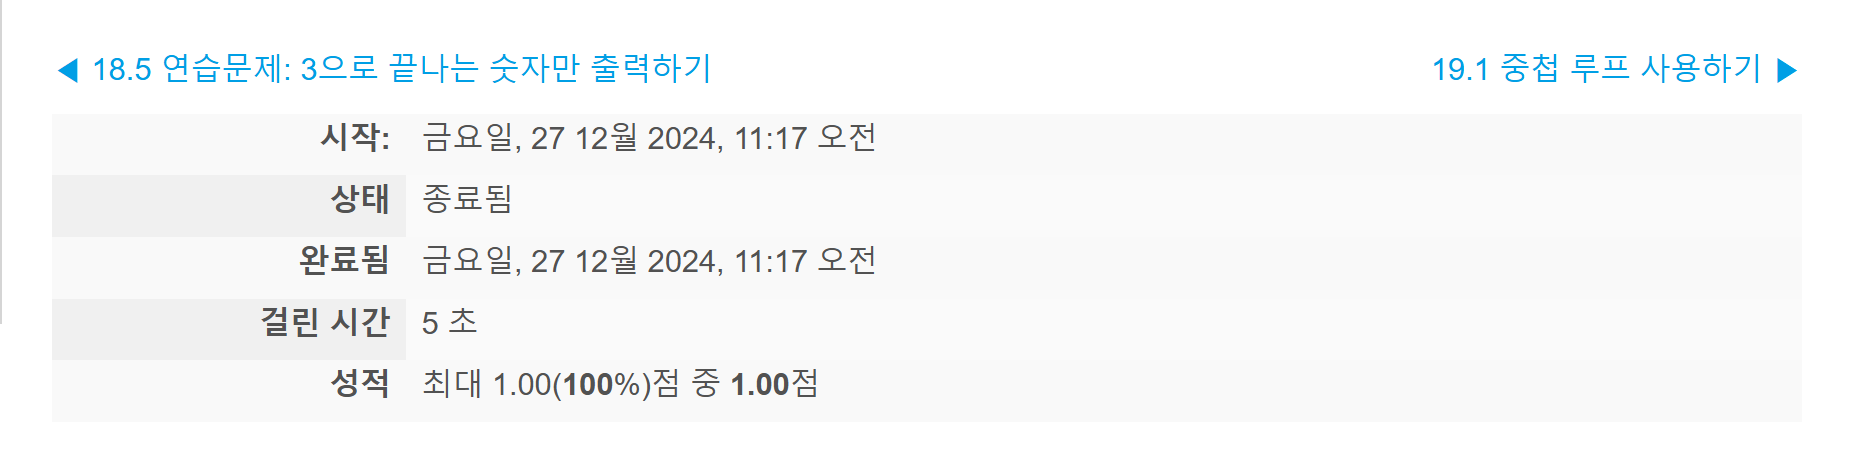 ◀ 18.5 연습문제: 3으로 끝나는 숫자만 출력하기
19.1 중첩 루프 사용하기 ▶
시작: 금요일, 27 12월 2024, 11:17 오전
상태 종료됨
완료됨 금요일, 27 12월 2024, 11:17 오전
걸린 시간 5 초
성적 최대 1.00(100%)점 중 1.00점